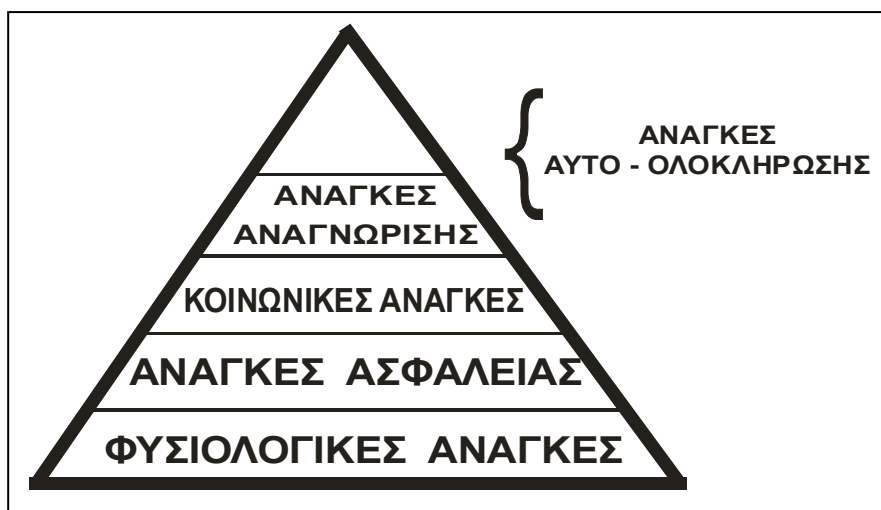 ΑΝΑΓΚΕΣ
ΑΥΤΟ - ΟΛΟΚΛΗΡΩΣΗΣ
ΑΝΑΓΚΕΣ
ΑΝΑΓΝΩΡΙΣΗΣ
ΚΟΙΝΩΝΙΚΕΣ ΑΝΑΓΚΕΣ
ΑΝΑΓΚΕΣ ΑΣΦΑΛΕΙΑΣ
ΦΥΣΙΟΛΟΓΙΚΕΣ ΑΝΑΓΚΕΣ